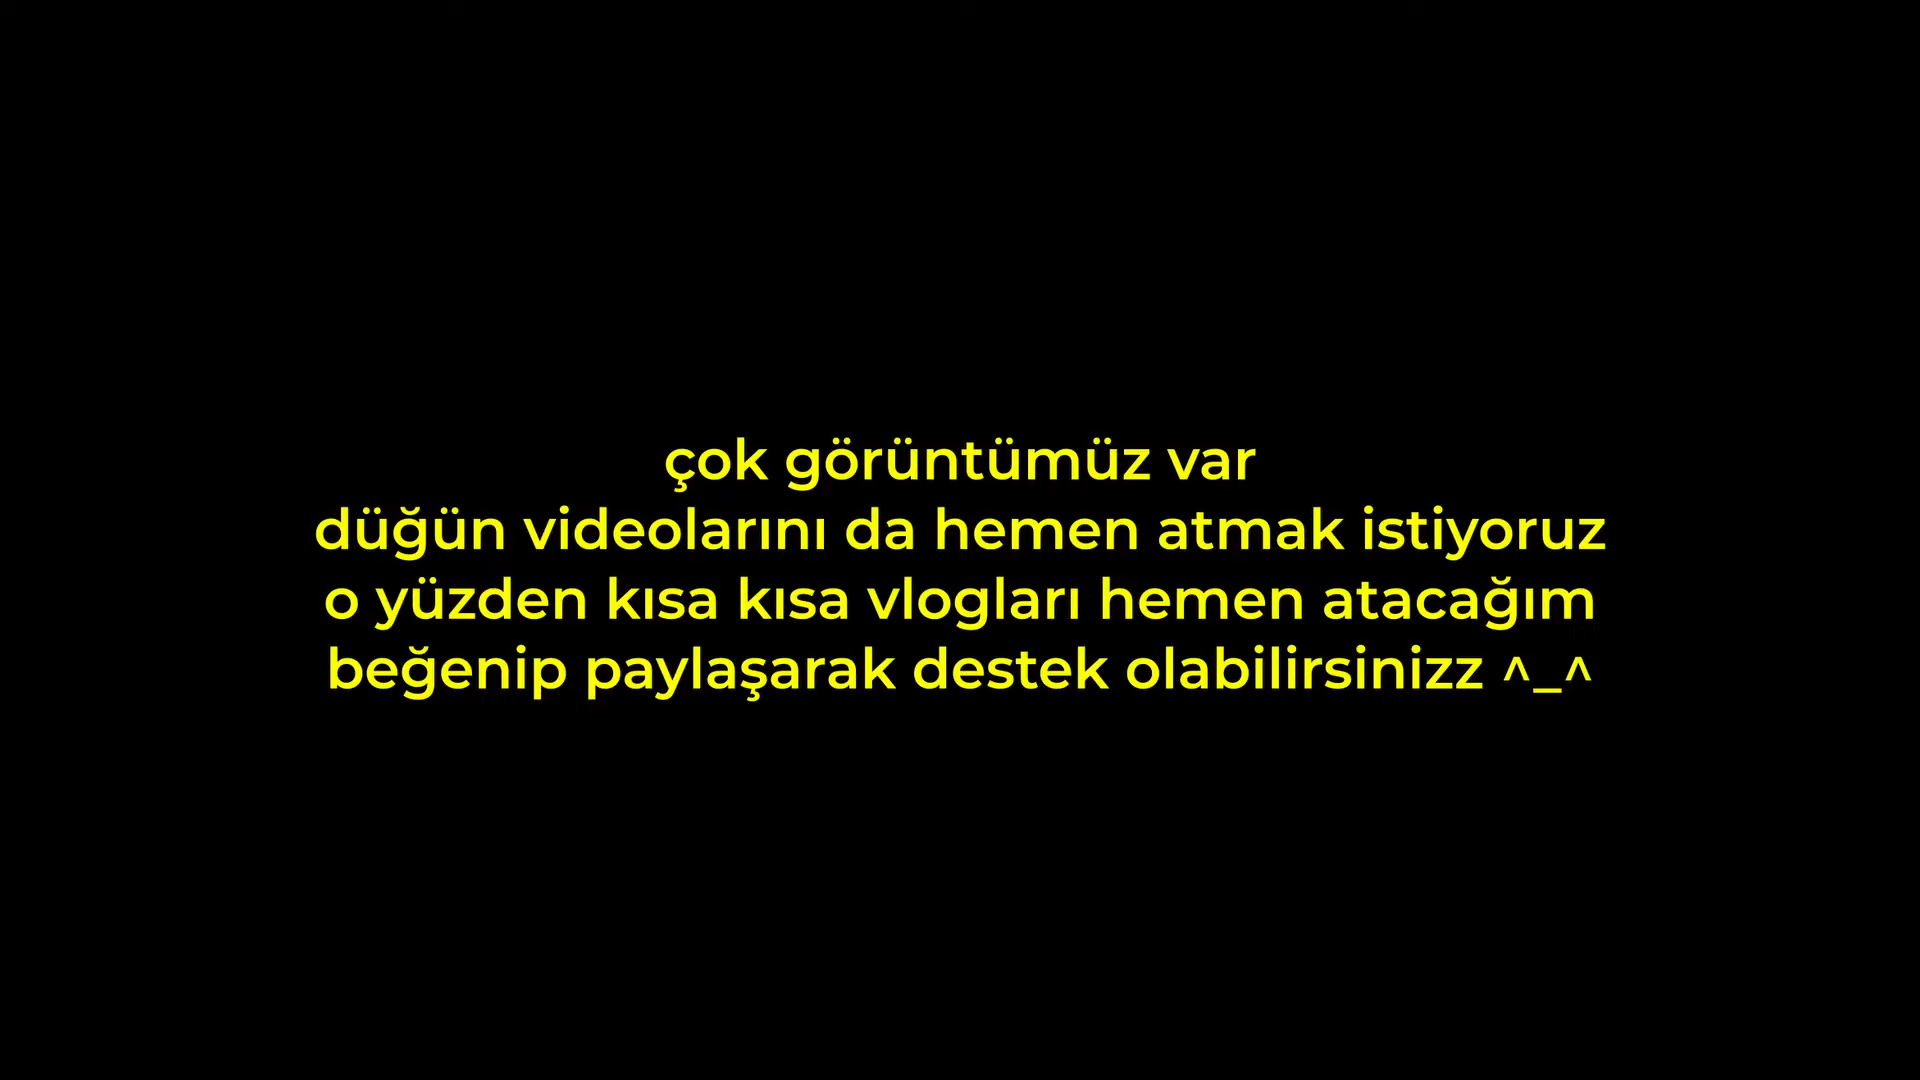 çok görüntümüz var
düğün videolarını da hemen atmak istiyoruz
o yüzden kısa kısa vlogları hemen atacağım
beğenip paylaşarak destek olabilirsinizz ^_^